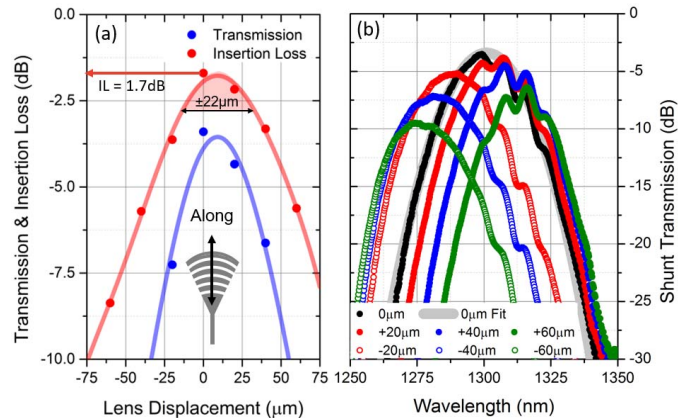 (a)
Transmission
Insertion Loss
IL = 1.7dB
±22µm
Along
Transmission & Insertion Loss (dB)
0
-2.5
-5.0
-7.5
-10.0
-75 -50 -25 0 25 50 75
Lens Displacement (µm)
(b)
0µm 0µm Fit
+20µm +40µm +60µm
-20µm -40µm -60µm
0
-5
-10
-15
-20
-25
-30
Shunt Transmission (dB)
1250 1275 1300 1325 1350
Wavelength (nm)